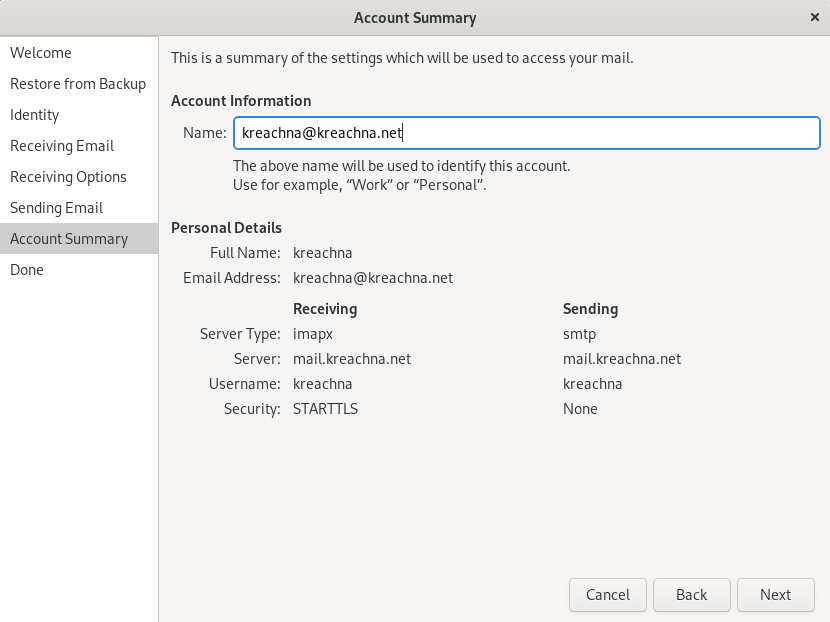 Account Summary
×
Welcome
Restore from Backup
Identity
Receiving Email
Receiving Options
Sending Email
Account Summary
Done
This is a summary of the settings which will be used to access your mail.
Account Information
Name: kreachna@kreachna.net
The above name will be used to identify this account.
Use for example, “Work” or “Personal”.
Personal Details
Full Name: kreachna
Email Address: kreachna@kreachna.net
Receiving Sending
Server Type: imapx smtp
Server: mail.kreachna.net mail.kreachna.net
Username: kreachna kreachna
Security: STARTTLS None
Cancel Back Next